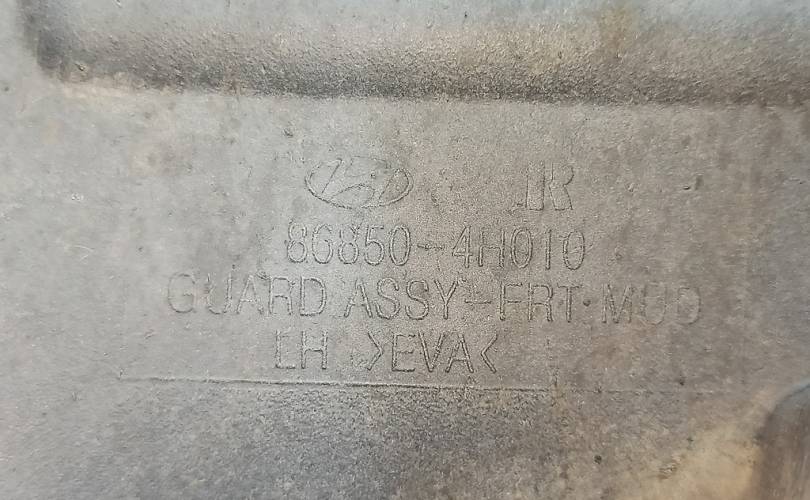 JR
86850-4H010
GUARD ASSY-FRT MUD
LH >EVA<